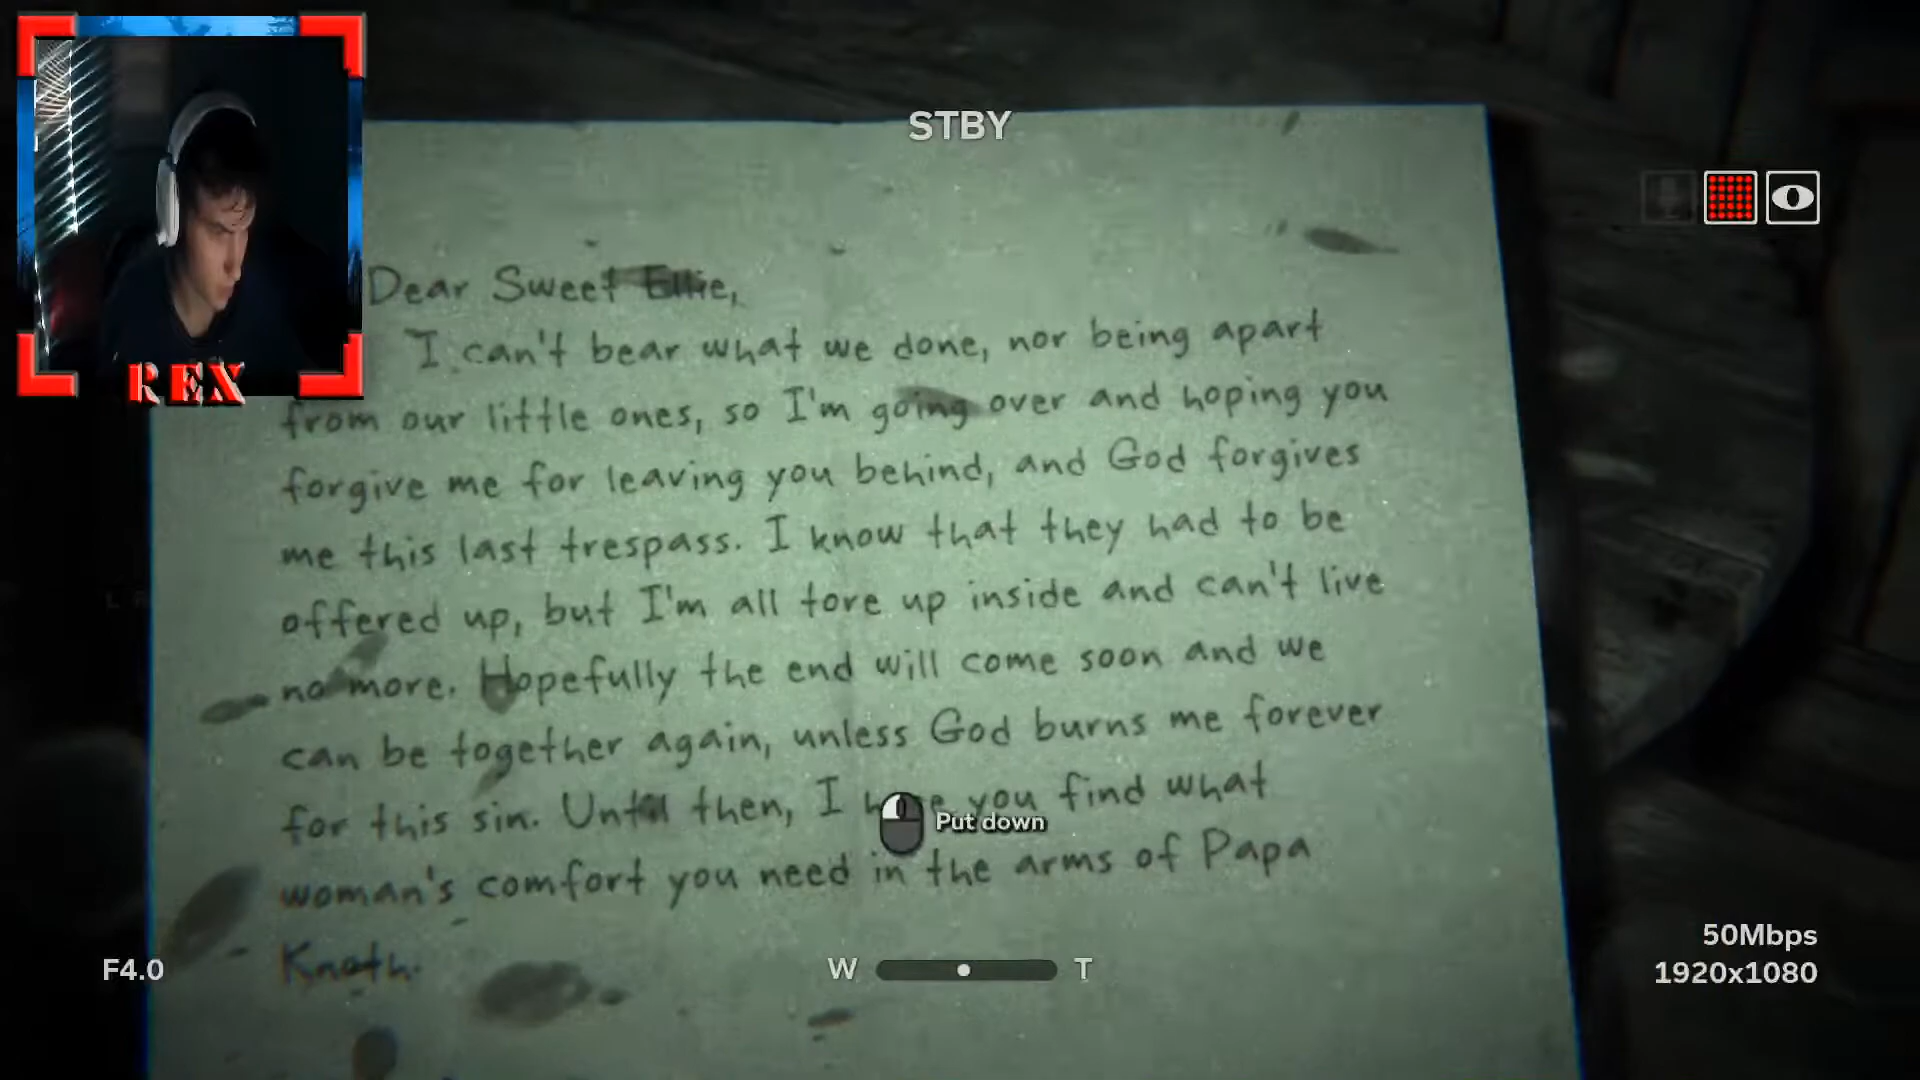 STBY
REX
Dear Sweet Ellie,
I can't bear what we done, nor being apart
from our little ones, so I'm going over and hoping you
forgive me for leaving you behind, and God forgives
me this last trespass. I know that they had to be
offered up, but I'm all tore up inside and can't live
no more. Hopefully the end will come soon and we
can be together again, unless God burns me forever
for this sin. Until then, I hope you find what
Put down
woman's comfort you need in the arms of Papa
Knoth.
50Mbps
F4.0
W T
1920x1080